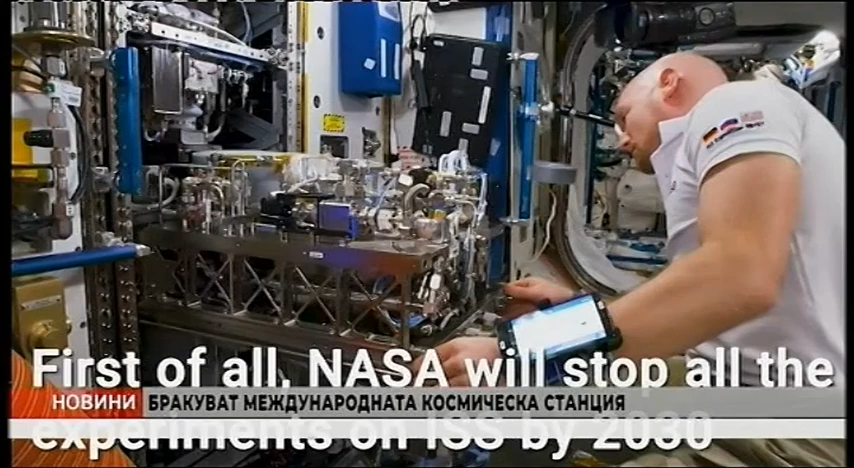 First of all, NASA will stop all the
НОВИНИ
БРАКУВАТ МЕЖДУНАРОДНАТА КОСМИЧЕСКА СТАНЦИЯ
experiments on ISS by 2030